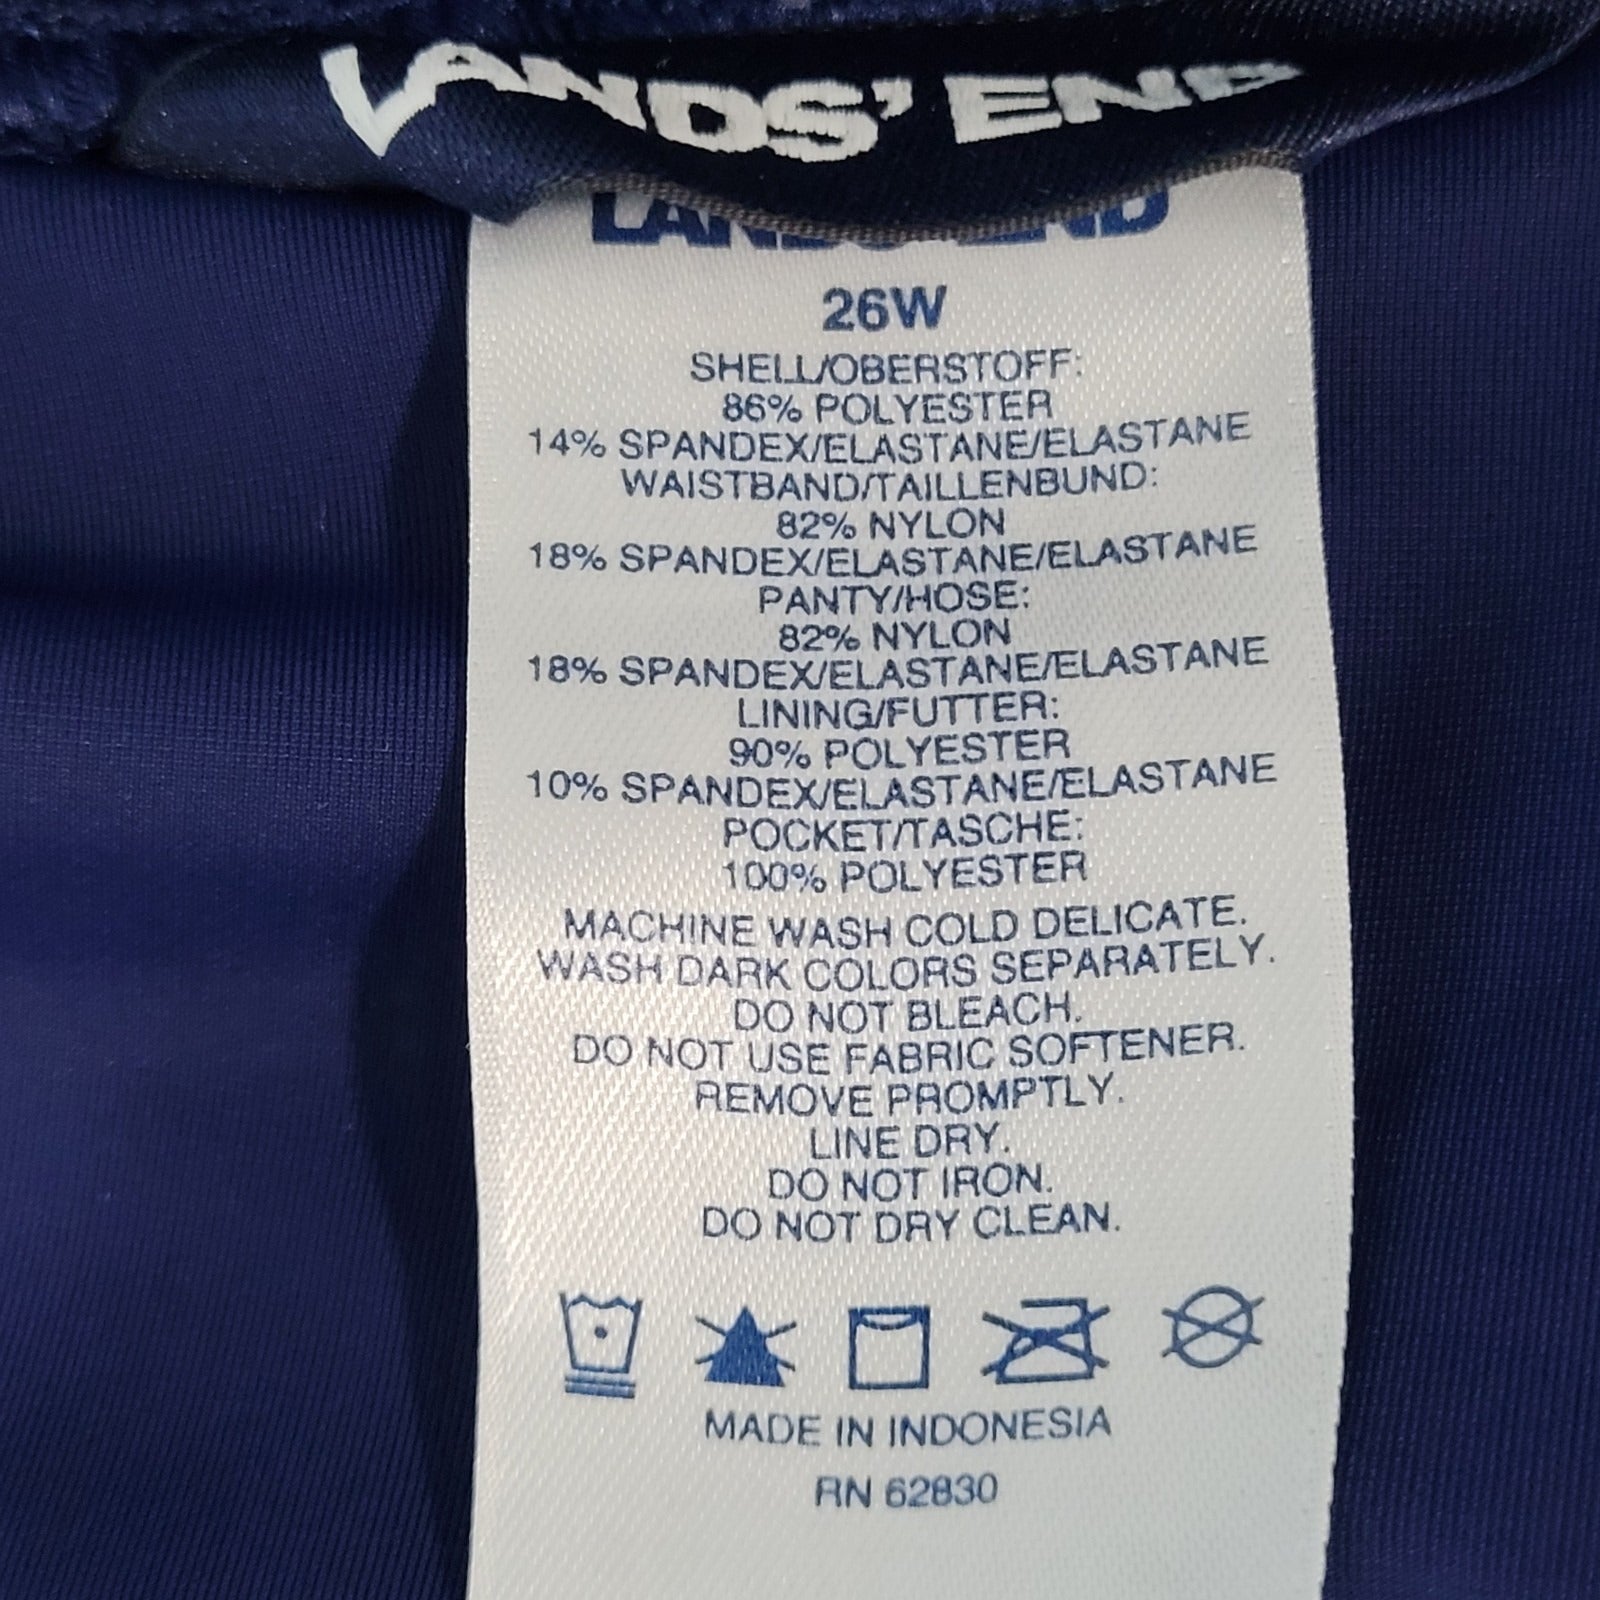 LANDS' END
LANDS' END
26W
SHELL/OBERSTOFF:
86% POLYESTER
14% SPANDEX/ELASTANE/ELASTANE
WAISTBAND/TAILLENBUND:
82% NYLON
18% SPANDEX/ELASTANE/ELASTANE
PANTY/HOSE:
82% NYLON
18% SPANDEX/ELASTANE/ELASTANE
LINING/FUTTER:
90% POLYESTER
10% SPANDEX/ELASTANE/ELASTANE
POCKET/TASCHE:
100% POLYESTER
MACHINE WASH COLD DELICATE.
WASH DARK COLORS SEPARATELY.
DO NOT BLEACH.
DO NOT USE FABRIC SOFTENER.
REMOVE PROMPTLY.
LINE DRY.
DO NOT IRON.
DO NOT DRY CLEAN.
MADE IN INDONESIA
RN 62830